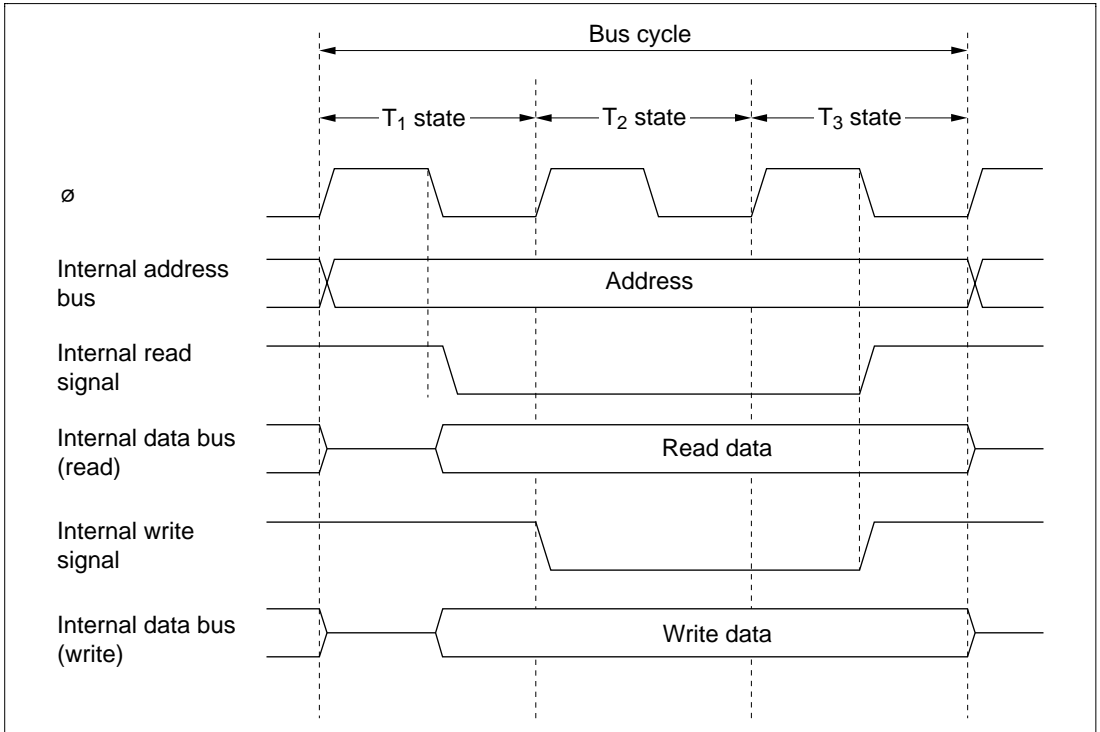 Bus cycle
T₁ state
T₂ state
T₃ state
ø
Internal address
bus
Address
Internal read
signal
Internal data bus
(read)
Read data
Internal write
signal
Internal data bus
(write)
Write data